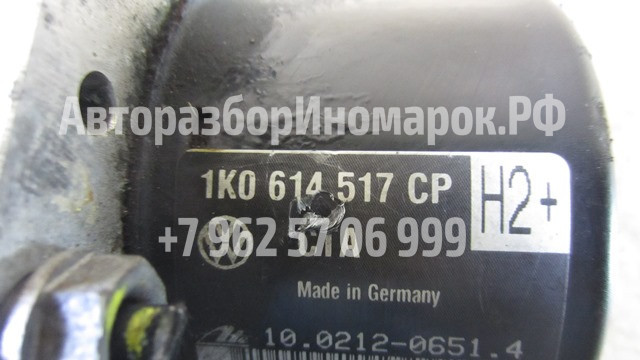 АвторазборИномарок.РФ
1K0 614 517 CP
H2+
+7 962 57 06 999
Made in Germany
10.0212-0651.4